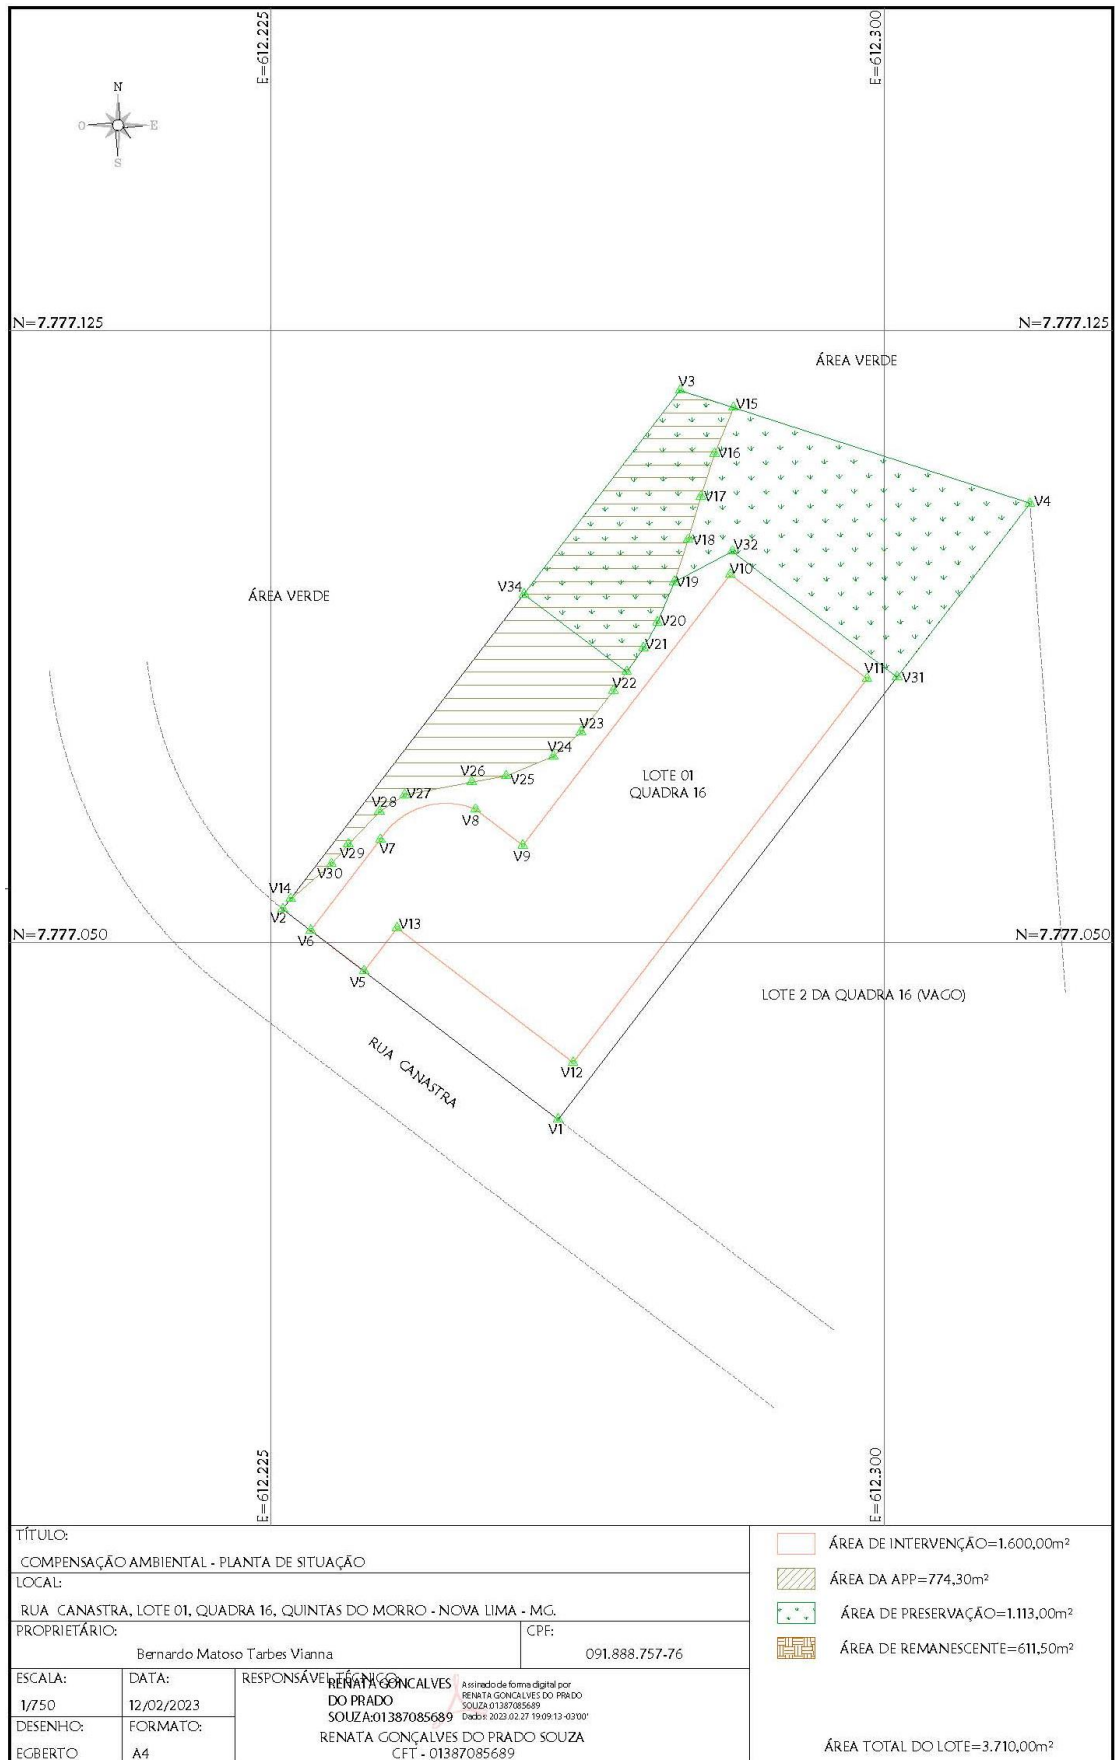 E=612.225
E=612.300
N
O
E
S
N=7.777.125
N=7.777.125
ÁREA VERDE
V3
V15
V16
V17
V4
V18
V32
V10
V19
V34
ÁREA VERDE
V20
V21
V22
V11
V31
V23
V24
LOTE 01
QUADRA 16
V26
V25
V27
V28
V8
V7
V9
V29
V30
V14
V2
V13
V6
N=7.777.050
N=7.777.050
V5
LOTE 2 DA QUADRA 16 (VAGO)
RUA CANASTRA
V12
V1
E=612.225
E=612.300
TÍTULO:
COMPENSAÇÃO AMBIENTAL - PLANTA DE SITUAÇÃO
LOCAL:
RUA CANASTRA, LOTE 01, QUADRA 16, QUINTAS DO MORRO - NOVA LIMA - MG.
PROPRIETÁRIO:
Bernardo Matoso Tarbes Vianna
CPF:
091.888.757-76
ESCALA:
1/750
DATA:
12/02/2023
RESPONSÁVEL TÉCNICO:
RENATA GONCALVES
DO PRADO
SOUZA:01387085689
Assinado de forma digital por
RENATA GONCALVES DO PRADO
SOUZA:01387085689
Dados: 2023.02.27 19:09:13 -03'00'
RENATA GONÇALVES DO PRADO SOUZA
CFT - 01387085689
DESENHO:
EGBERTO
FORMATO:
A4
ÁREA DE INTERVENÇÃO=1.600,00m²
ÁREA DA APP=774,30m²
ÁREA DE PRESERVAÇÃO=1.113,00m²
ÁREA DE REMANESCENTE=611,50m²
ÁREA TOTAL DO LOTE=3.710,00m²